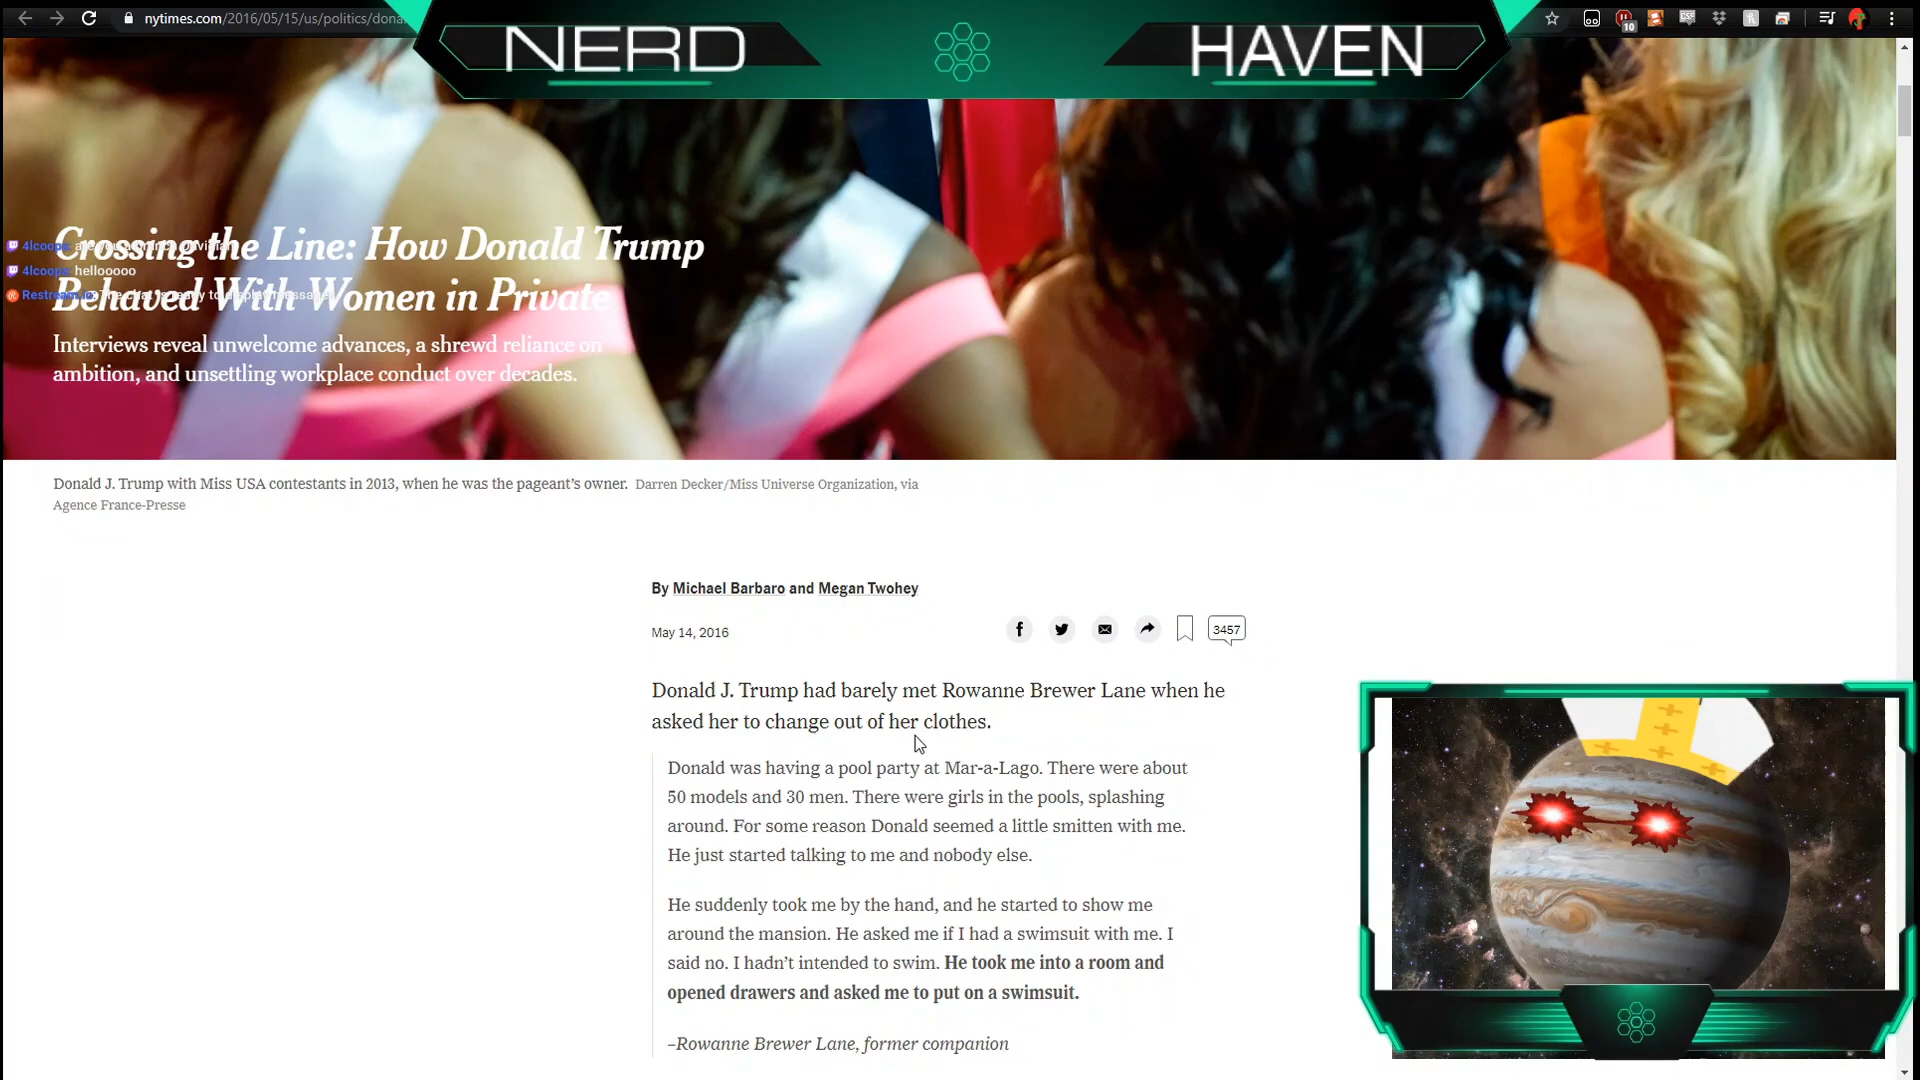 nytimes.com/2016/05/15/us/politics/dona
NERD
HAVEN
10
Crossing the Line: How Donald Trump
Behaved With Women in Private
4lcoops
4lcoops hellooooo
Restream
Interviews reveal unwelcome advances, a shrewd reliance on
ambition, and unsettling workplace conduct over decades.
Donald J. Trump with Miss USA contestants in 2013, when he was the pageant’s owner. Darren Decker/Miss Universe Organization, via
Agence France-Presse
By Michael Barbaro and Megan Twohey
May 14, 2016
3457
Donald J. Trump had barely met Rowanne Brewer Lane when he
asked her to change out of her clothes.
Donald was having a pool party at Mar-a-Lago. There were about
50 models and 30 men. There were girls in the pools, splashing
around. For some reason Donald seemed a little smitten with me.
He just started talking to me and nobody else.
He suddenly took me by the hand, and he started to show me
around the mansion. He asked me if I had a swimsuit with me. I
said no. I hadn’t intended to swim. He took me into a room and
opened drawers and asked me to put on a swimsuit.
–Rowanne Brewer Lane, former companion